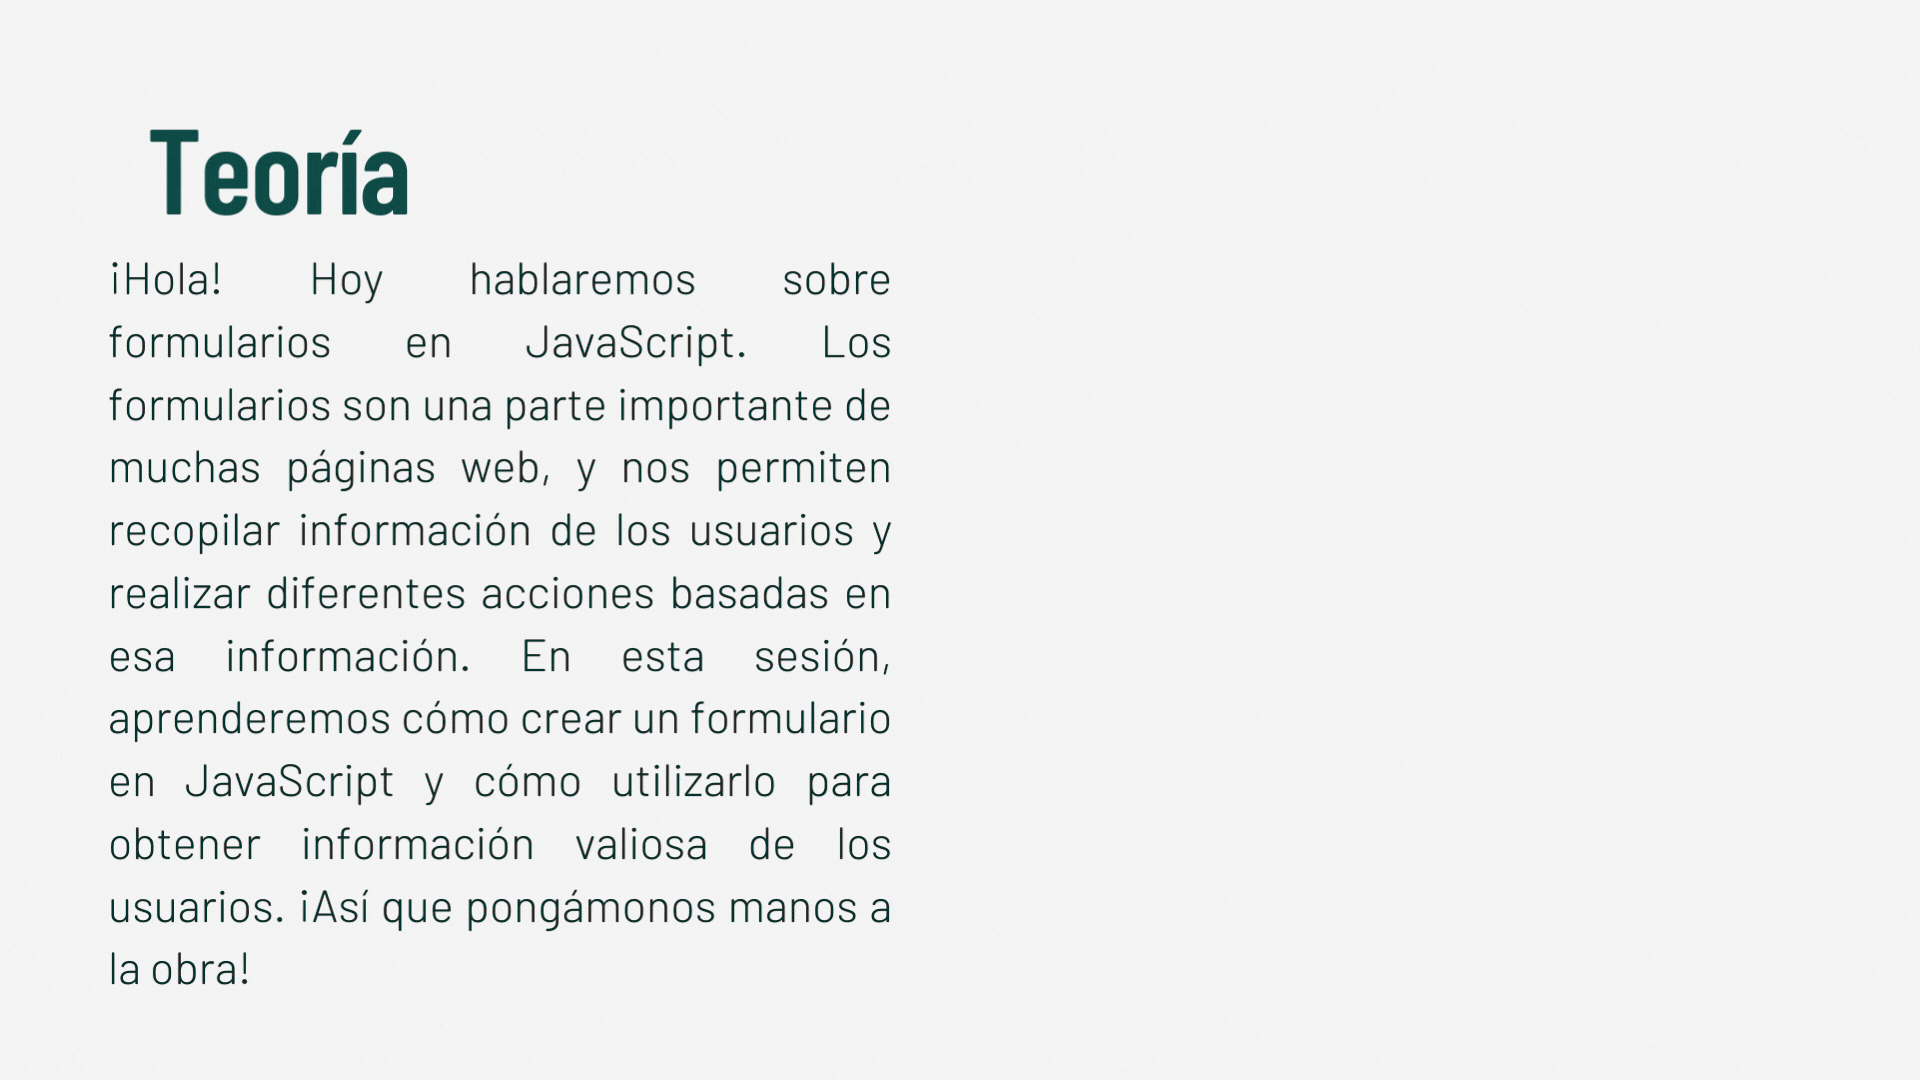 Teoría
¡Hola! Hoy hablaremos sobre
formularios en JavaScript. Los
formularios son una parte importante de
muchas páginas web, y nos permiten
recopilar información de los usuarios y
realizar diferentes acciones basadas en
esa información. En esta sesión,
aprenderemos cómo crear un formulario
en JavaScript y cómo utilizarlo para
obtener información valiosa de los
usuarios. ¡Así que pongámonos manos a
la obra!